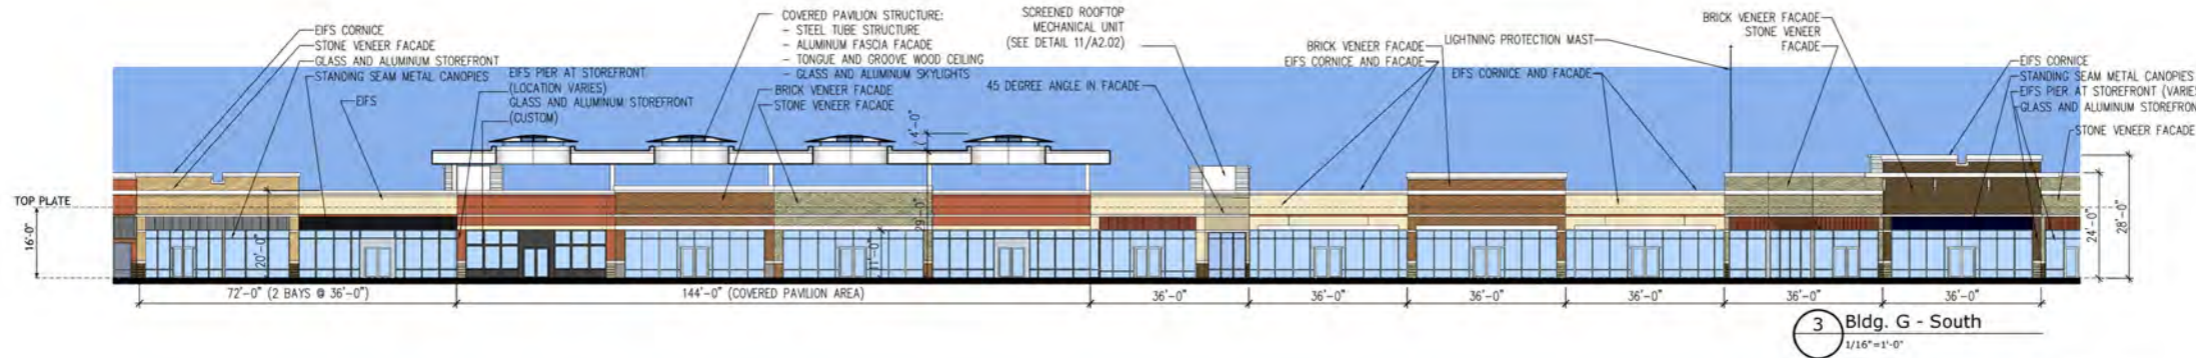 EIFS CORNICE
STONE VENEER FACADE
GLASS AND ALUMINUM STOREFRONT
STANDING SEAM METAL CANOPIES
EIFS
EIFS PIER AT STOREFRONT
(LOCATION VARIES)
GLASS AND ALUMINUM STOREFRONT
(CUSTOM)
COVERED PAVILION STRUCTURE:
- STEEL TUBE STRUCTURE
- ALUMINUM FASCIA FACADE
- TONGUE AND GROOVE WOOD CEILING
- GLASS AND ALUMINUM SKYLIGHTS
BRICK VENEER FACADE
STONE VENEER FACADE
SCREENED ROOFTOP
MECHANICAL UNIT
(SEE DETAIL 11/A2.02)
45 DEGREE ANGLE IN FACADE
BRICK VENEER FACADE
EIFS CORNICE AND FACADE
LIGHTNING PROTECTION MAST
EIFS CORNICE AND FACADE
BRICK VENEER FACADE
STONE VENEER
FACADE
EIFS CORNICE
STANDING SEAM METAL CANOPIES
EIFS PIER AT STOREFRONT (VARIE
GLASS AND ALUMINUM STOREFRON
STONE VENEER FACADE
TOP PLATE
16'-0"
20'-0"
11'-0"
29'-0"
24'-0"
28'-0"
72'-0" (2 BAYS @ 36'-0")
144'-0" (COVERED PAVILION AREA)
36'-0"
36'-0"
36'-0"
36'-0"
36'-0"
36'-0"
3
Bldg. G - South
1/16"=1'-0"